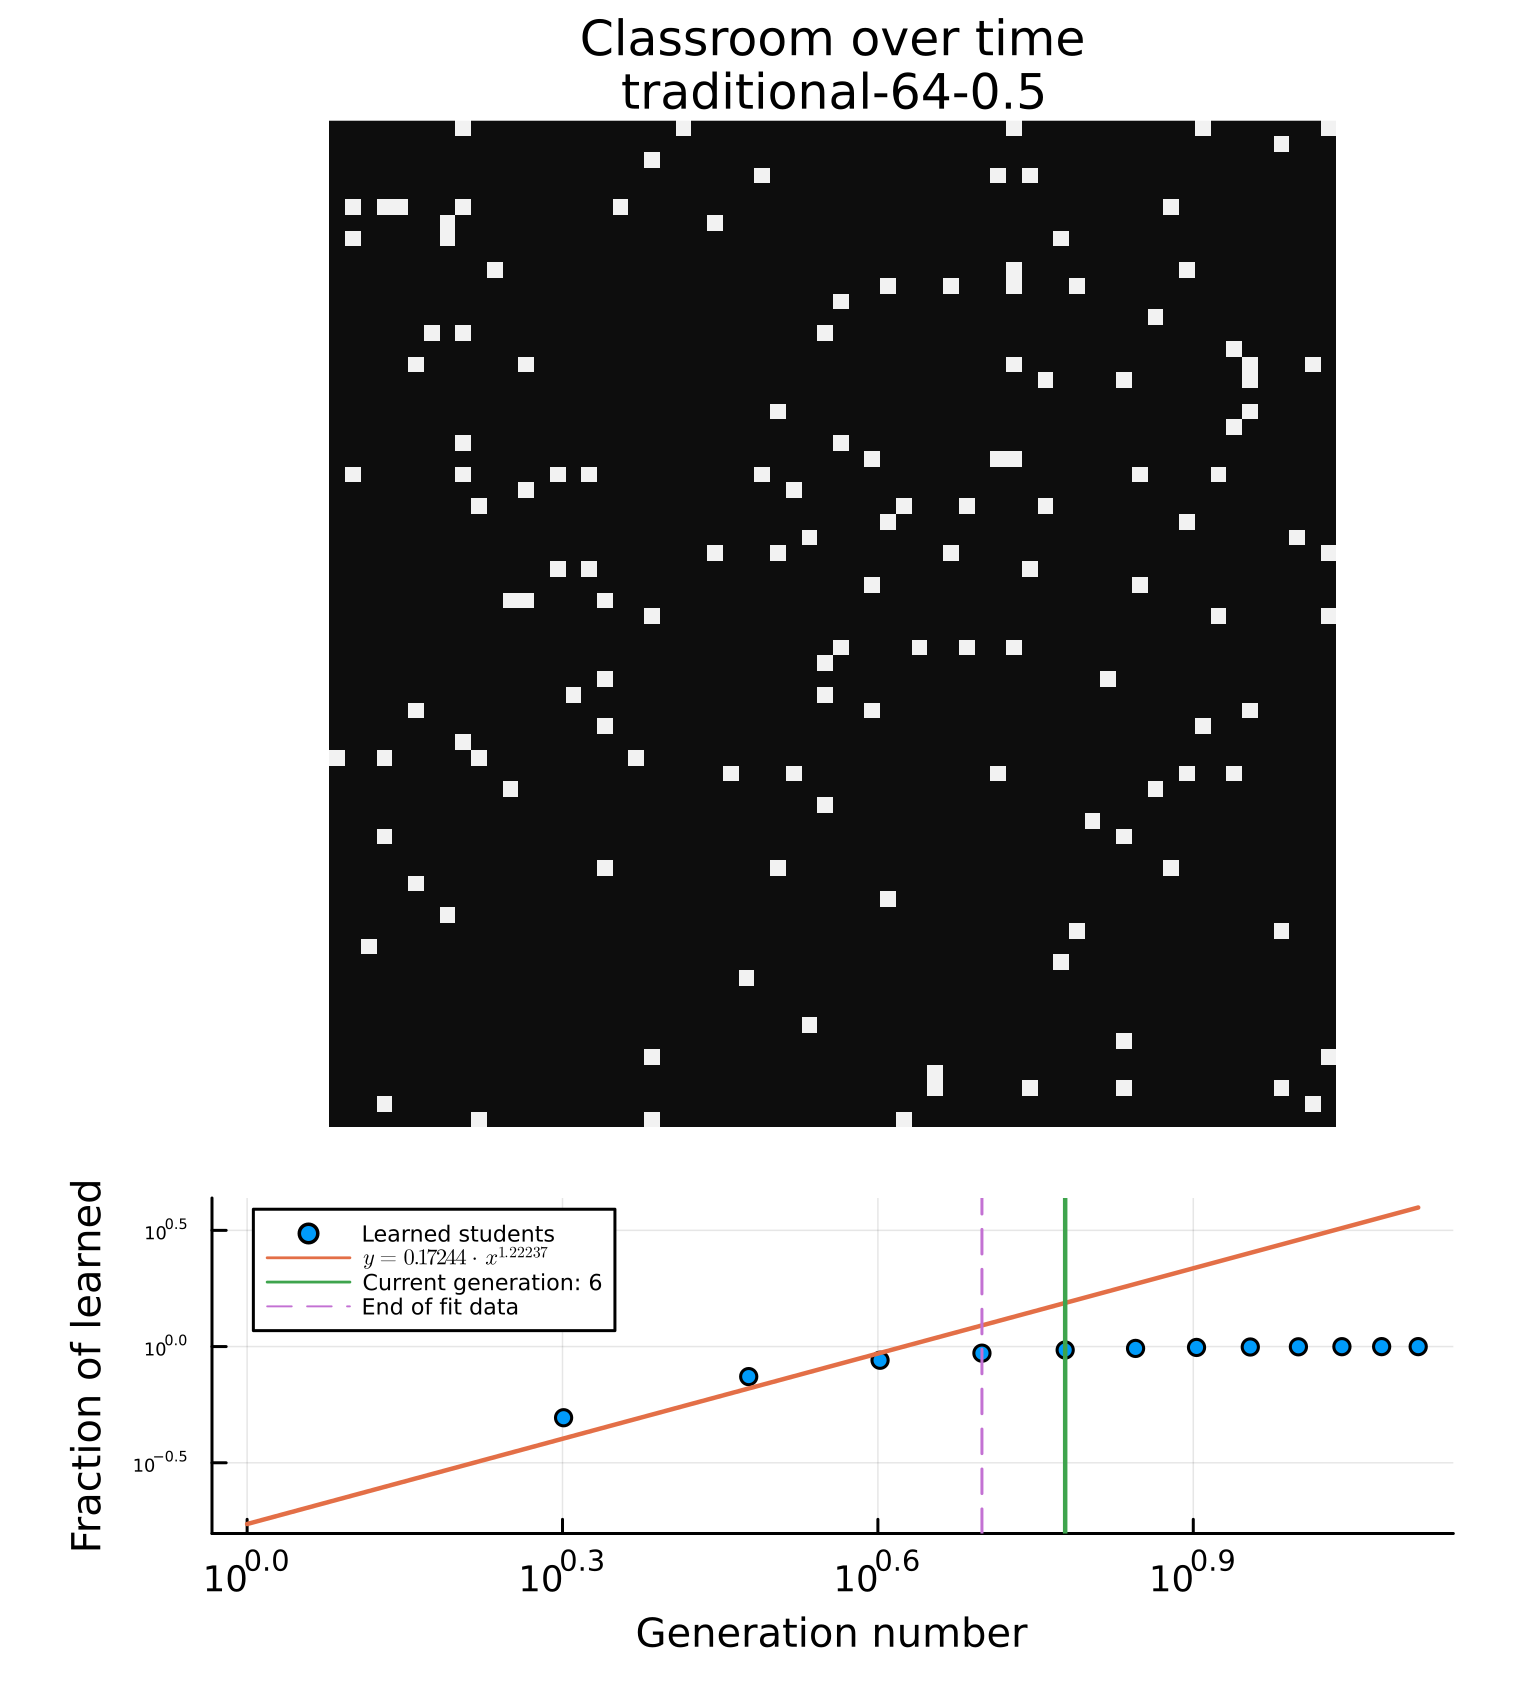 Classroom over time
traditional-64-0.5
Fraction of learned
10^0.5
10^0.0
10^−0.5
Learned students
y = 0.17244 · x^1.22237
Current generation: 6
End of fit data
10^0.0
10^0.3
10^0.6
10^0.9
Generation number